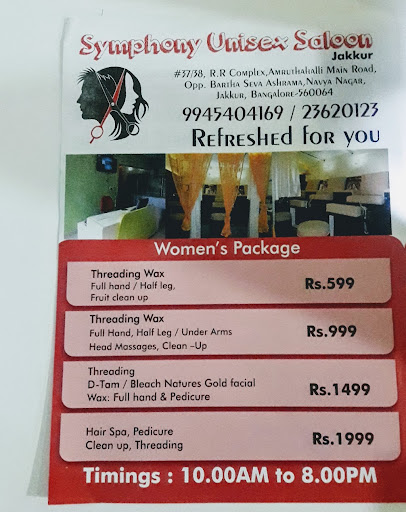 Symphony Unisex Saloon
Jakkur
#37/38, R.R Complex,Amruthahalli Main Road,
Opp. Bartha Seva Ashrama,Navya Nagar,
Jakkur, Bangalore-560064
9945404169 / 23620123
Refreshed for you
Women's Package
Threading Wax
Full hand / Half leg,
Fruit clean up
Rs.599
Threading Wax
Full Hand, Half Leg / Under Arms
Head Massages, Clean –Up
Rs.999
Threading
D-Tam / Bleach Natures Gold facial
Wax: Full hand & Pedicure
Rs.1499
Hair Spa, Pedicure
Clean up, Threading
Rs.1999
Timings : 10.00AM to 8.00PM